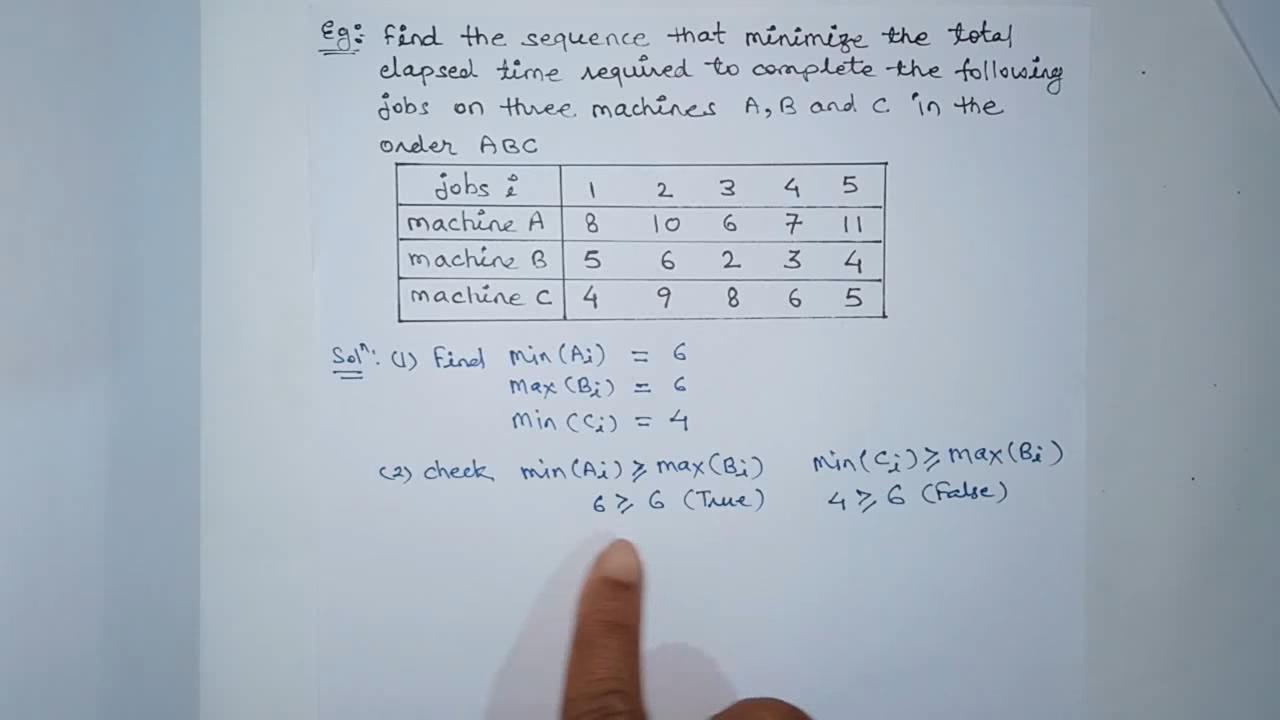 Eg: Find the sequence that minimize the total
elapsed time required to complete the following
jobs on three machines A, B and C in the
order ABC
jobs i 1 2 3 4 5
machine A 8 10 6 7 11
machine B 5 6 2 3 4
machine C 4 9 8 6 5
Solⁿ: (1) Find min(Ai) = 6
max(Bi) = 6
min(Ci) = 4
(2) check min(Ai) ⩾ max(Bi) min(Ci) ⩾ max(Bi)
6 ⩾ 6 (True) 4 ⩾ 6 (False)